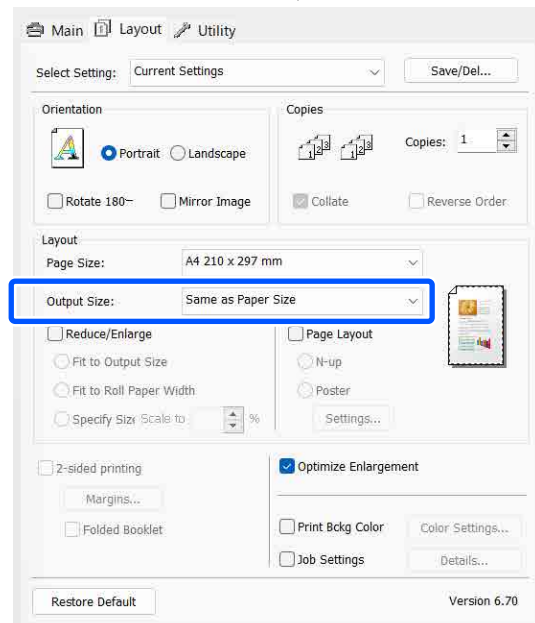 Main Layout Utility
Select Setting: Current Settings Save/Del...
Orientation
Portrait Landscape
Rotate 180° Mirror Image
Copies
Copies: 1
Collate Reverse Order
Layout
Page Size: A4 210 x 297 mm
Output Size: Same as Paper Size
Reduce/Enlarge
Fit to Output Size
Fit to Roll Paper Width
Specify Size Scale to %
Page Layout
N-up
Poster
Settings...
2-sided printing
Margins...
Folded Booklet
Optimize Enlargement
Print Bckg Color Color Settings...
Job Settings Details...
Restore Default Version 6.70